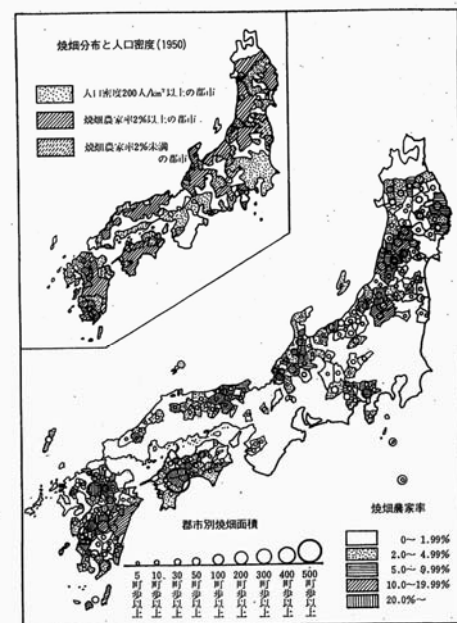 焼畑分布と人口密度(1950)
人口密度200人/km²以上の都市
焼畑農家率2%以上の都市
焼畑農家率2%未満
の都市
郡市別焼畑面積
5町歩以上
10町歩以上
30町歩以上
50町歩以上
100町歩以上
200町歩以上
300町歩以上
400町歩以上
500町歩以上
焼畑農家率
0~ 1.99%
2.0~ 4.99%
5.0~ 9.99%
10.0~19.99%
20.0%~